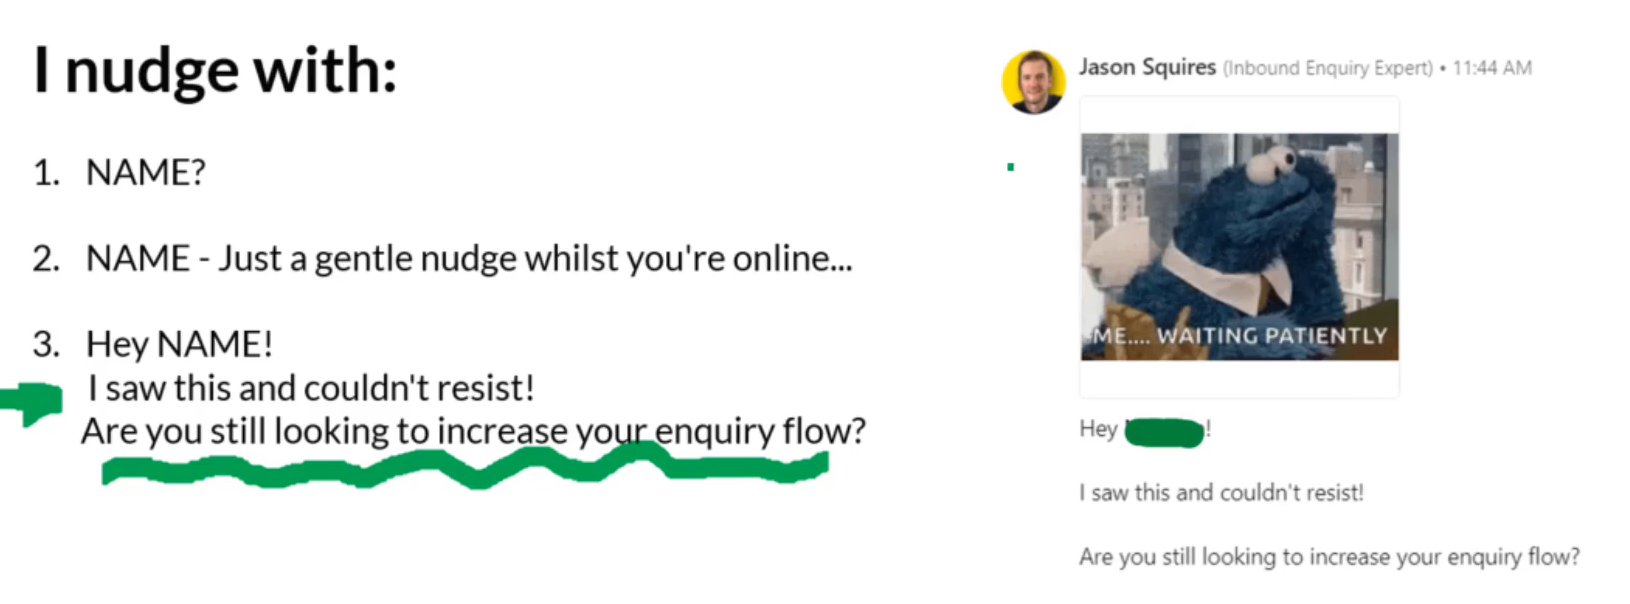 I nudge with:
1. NAME?
2. NAME - Just a gentle nudge whilst you're online...
3. Hey NAME!
I saw this and couldn't resist!
Are you still looking to increase your enquiry flow?
Jason Squires (Inbound Enquiry Expert) • 11:44 AM
ME.... WAITING PATIENTLY
Hey !
I saw this and couldn't resist!
Are you still looking to increase your enquiry flow?